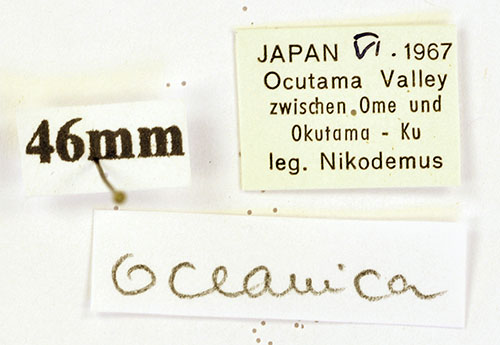 46mm
JAPAN VI. 1967
Ocutama Valley
zwischen Ome und
Okutama - Ku
leg. Nikodemus
oceanica